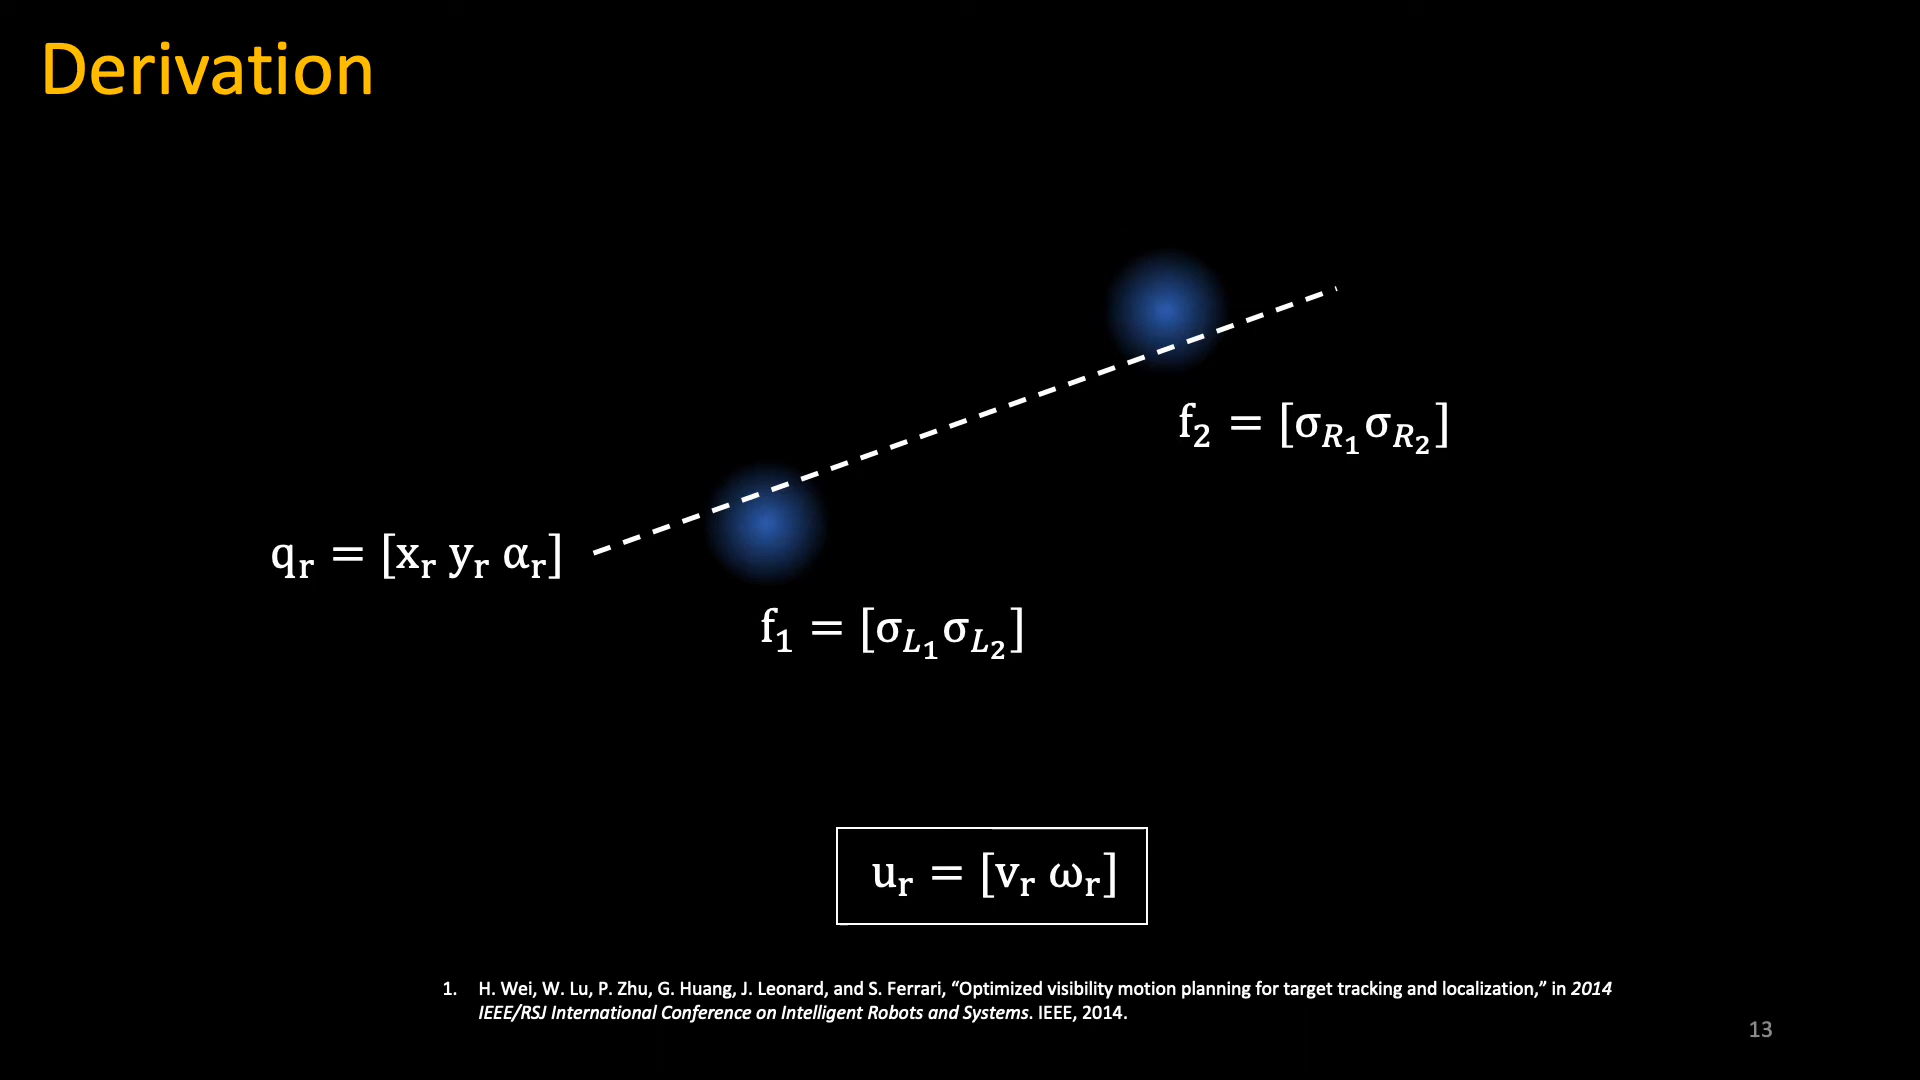 Derivation
f₂ = [σ_R₁ σ_R₂]
q_r = [x_r y_r α_r]
f₁ = [σ_L₁ σ_L₂]
u_r = [v_r ω_r]
1. H. Wei, W. Lu, P. Zhu, G. Huang, J. Leonard, and S. Ferrari, “Optimized visibility motion planning for target tracking and localization,” in 2014
IEEE/RSJ International Conference on Intelligent Robots and Systems. IEEE, 2014.
13